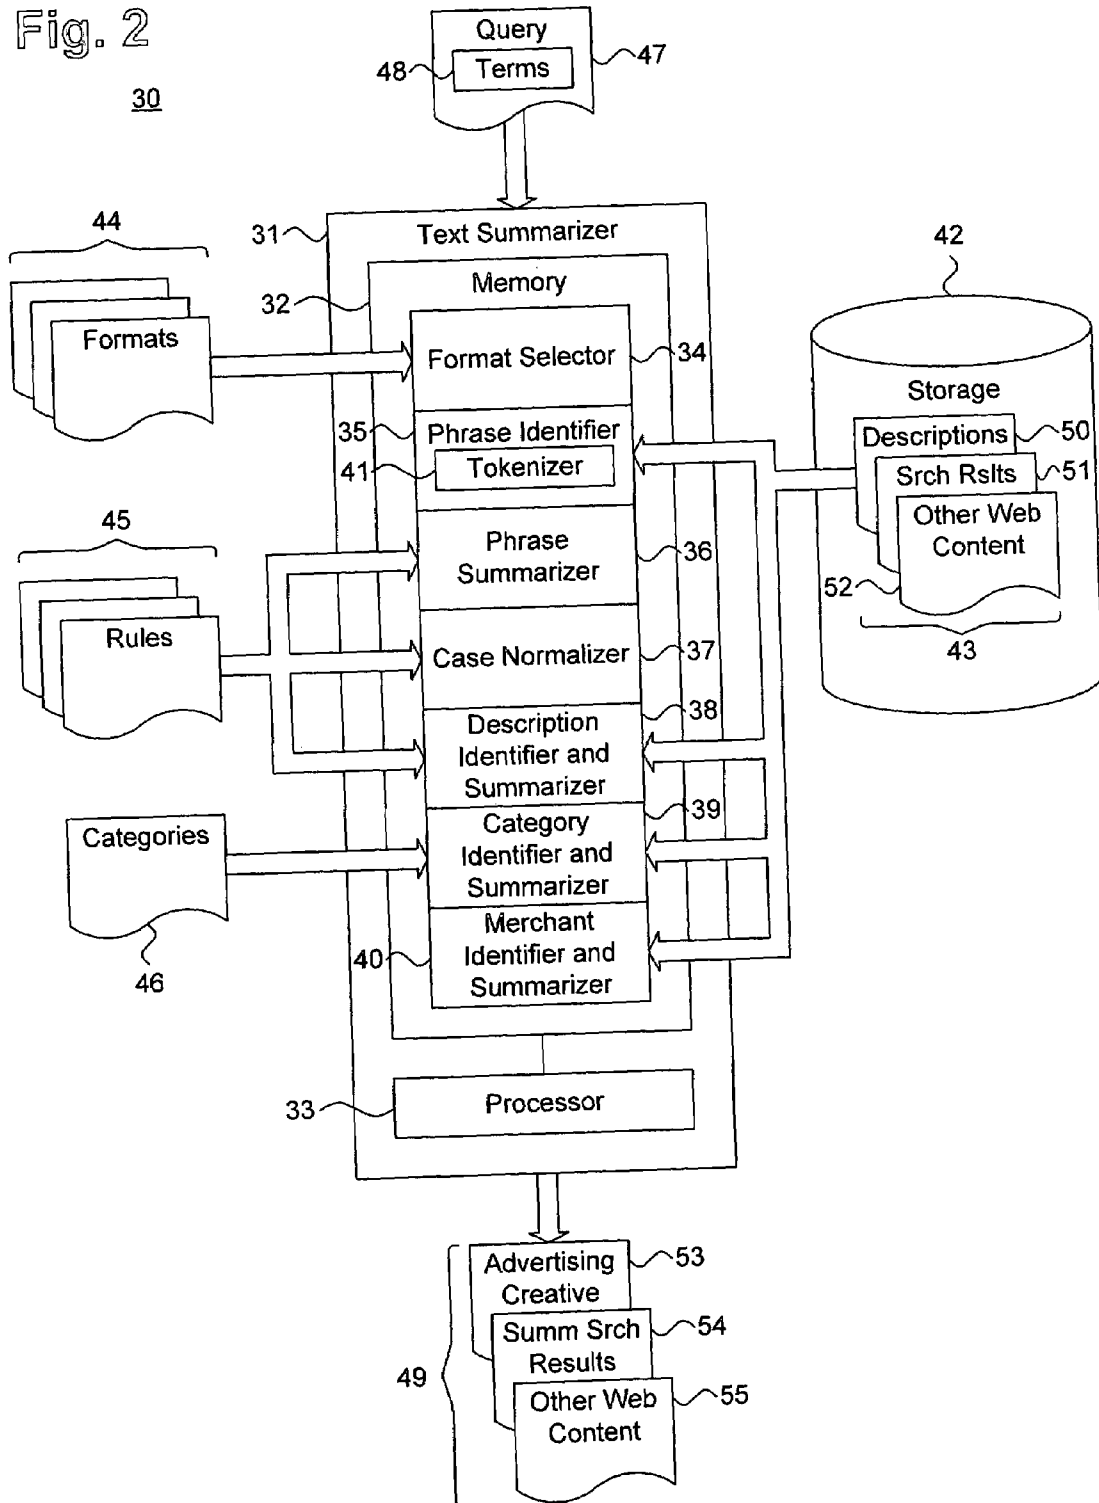 Fig. 2
30
Query
48
Terms
47
31
Text Summarizer
32
Memory
44
Formats
Format Selector
34
35
Phrase Identifier
41
Tokenizer
45
Rules
Phrase
Summarizer
36
Case Normalizer
37
38
Description
Identifier and
Summarizer
39
Categories
46
Category
Identifier and
Summarizer
40
Merchant
Identifier and
Summarizer
42
Storage
Descriptions
50
Srch Rslts
51
Other Web
Content
52
43
33
Processor
49
Advertising
Creative
53
Summ Srch
Results
54
Other Web
Content
55